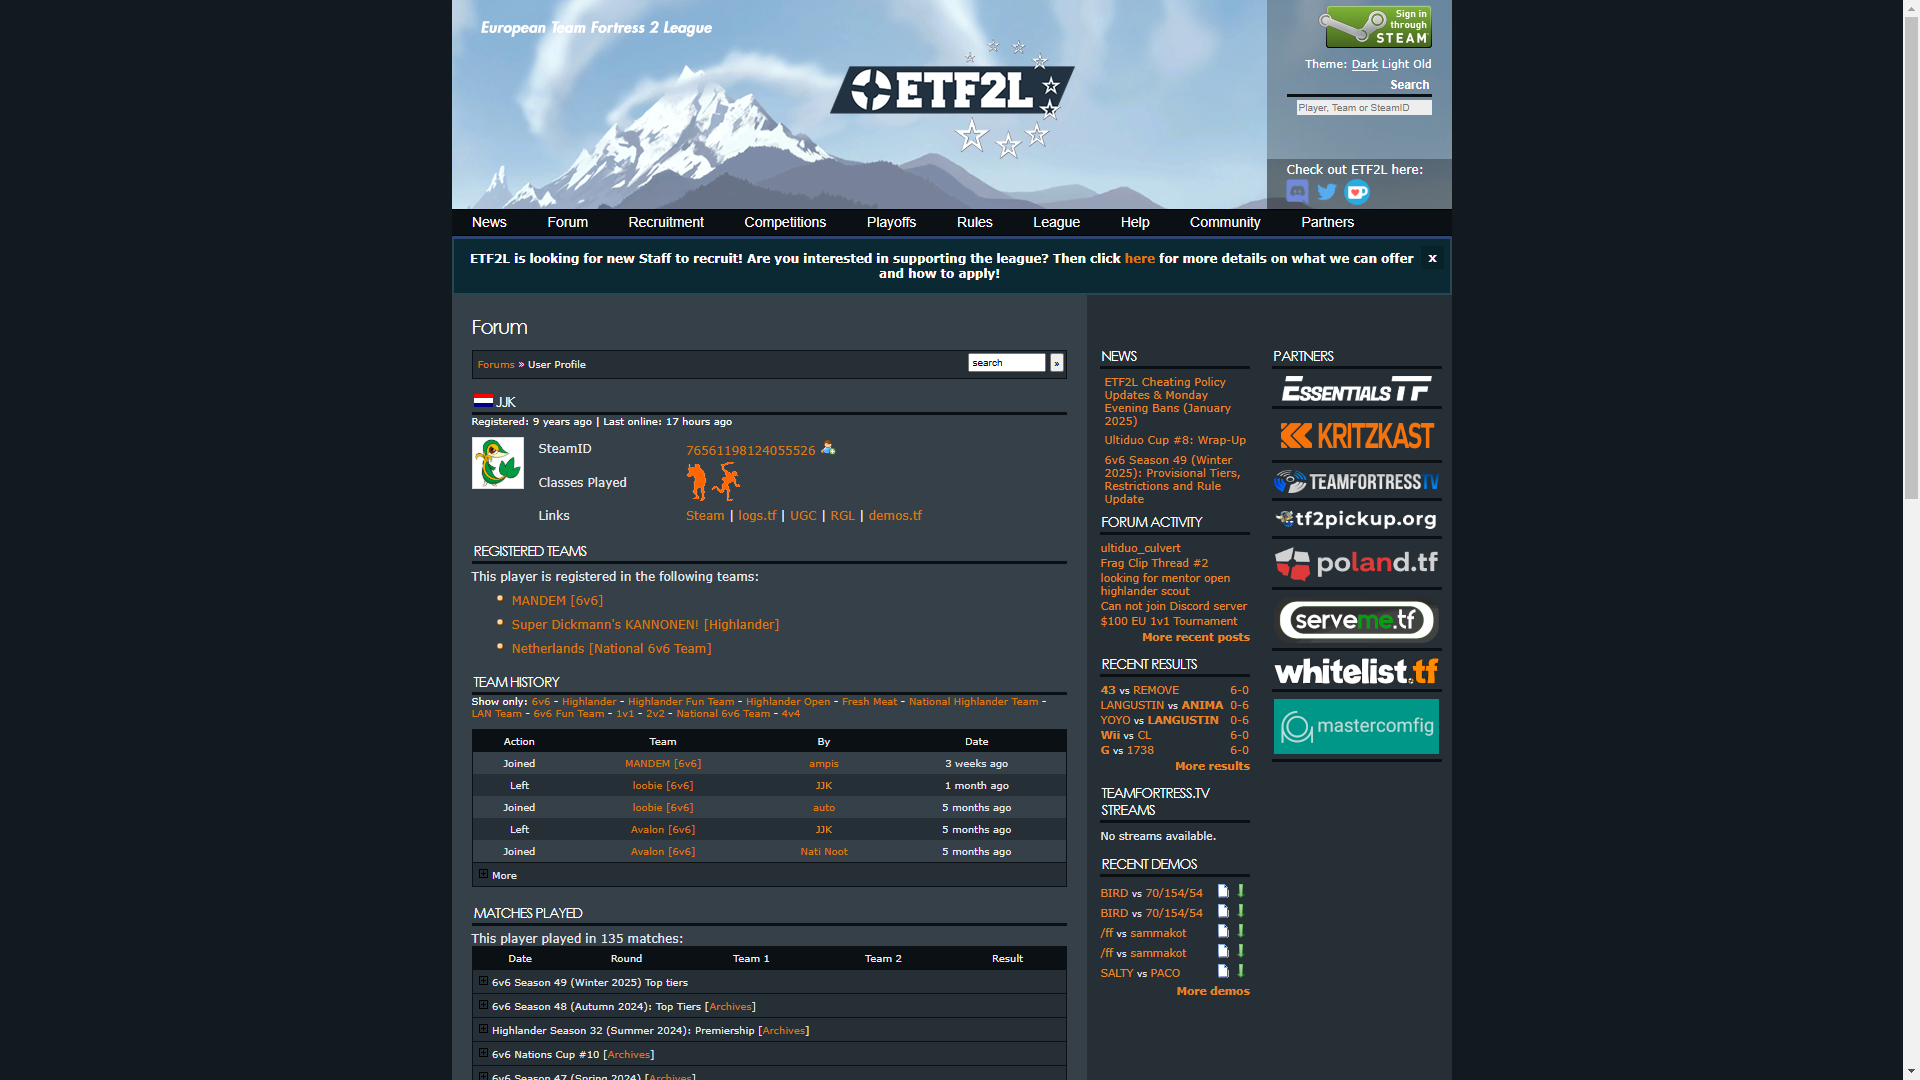 European Team Fortress 2 League
ETF2L
Sign in through STEAM
Theme: Dark Light Old
Search
Player, Team or SteamID
Check out ETF2L here:
News Forum Recruitment Competitions Playoffs Rules League Help Community Partners
ETF2L is looking for new Staff to recruit! Are you interested in supporting the league? Then click here for more details on what we can offer
and how to apply!
x
Forum
Forums » User Profile
search
»
JJK
Registered: 9 years ago | Last online: 17 hours ago
SteamID 76561198124055526
Classes Played
Links Steam | logs.tf | UGC | RGL | demos.tf
REGISTERED TEAMS
This player is registered in the following teams:
MANDEM [6v6]
Super Dickmann's KANNONEN! [Highlander]
Netherlands [National 6v6 Team]
TEAM HISTORY
Show only: 6v6 - Highlander - Highlander Fun Team - Highlander Open - Fresh Meat - National Highlander Team -
LAN Team - 6v6 Fun Team - 1v1 - 2v2 - National 6v6 Team - 4v4
Action Team By Date
Joined MANDEM [6v6] ampis 3 weeks ago
Left loobie [6v6] JJK 1 month ago
Joined loobie [6v6] auto 5 months ago
Left Avalon [6v6] JJK 5 months ago
Joined Avalon [6v6] Nati Noot 5 months ago
More
MATCHES PLAYED
This player played in 135 matches:
Date Round Team 1 Team 2 Result
6v6 Season 49 (Winter 2025) Top tiers
6v6 Season 48 (Autumn 2024): Top Tiers [Archives]
Highlander Season 32 (Summer 2024): Premiership [Archives]
6v6 Nations Cup #10 [Archives]
6v6 Season 47 (Spring 2024) [Archives]
NEWS
ETF2L Cheating Policy
Updates & Monday
Evening Bans (January
2025)
Ultiduo Cup #8: Wrap-Up
6v6 Season 49 (Winter
2025): Provisional Tiers,
Restrictions and Rule
Update
FORUM ACTIVITY
ultiduo_culvert
Frag Clip Thread #2
looking for mentor open
highlander scout
Can not join Discord server
$100 EU 1v1 Tournament
More recent posts
RECENT RESULTS
43 vs REMOVE 6-0
LANGUSTIN vs ANIMA 0-6
YOYO vs LANGUSTIN 0-6
Wii vs CL 6-0
G vs 1738 6-0
More results
TEAMFORTRESS.TV
STREAMS
No streams available.
RECENT DEMOS
BIRD vs 70/154/54
BIRD vs 70/154/54
/ff vs sammakot
/ff vs sammakot
SALTY vs PACO
More demos
PARTNERS
ESSENTIALSTF
KRITZKAST
TEAMFORTRESSTV
tf2pickup.org
poland.tf
serveme.tf
whitelist.tf
mastercomfig